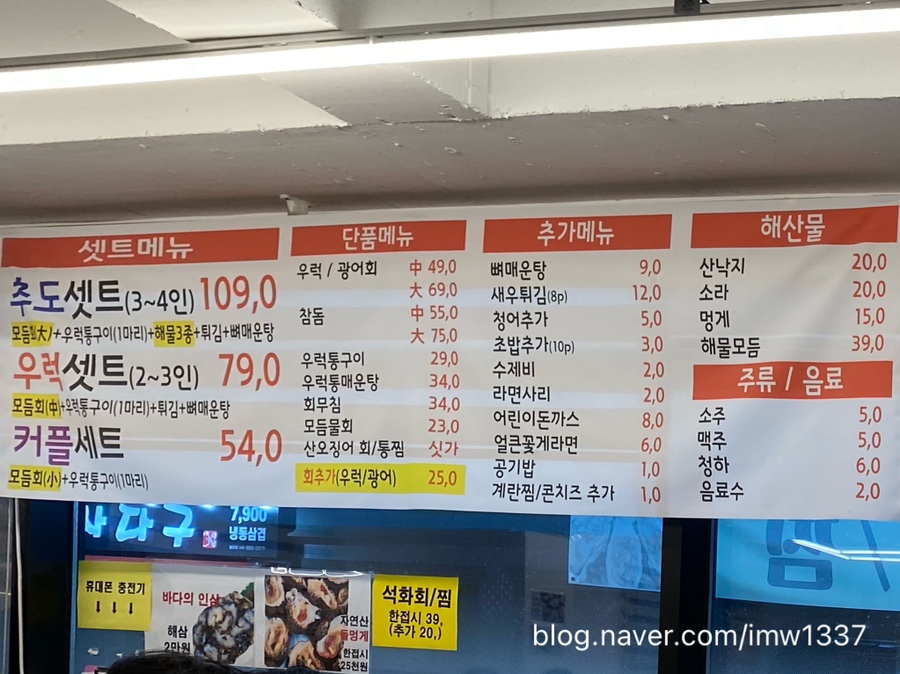 셋트메뉴
추도셋트(3~4인) 109,0
모듬회(大)+우럭통구이(1마리)+해물3종+튀김+뼈매운탕
우럭셋트(2~3인) 79,0
모듬회(中)+우럭통구이(1마리)+튀김+뼈매운탕
커플세트 54,0
모듬회(小)+우럭통구이(1마리)
단품메뉴
우럭 / 광어회 中 49,0
大 69,0
참돔 中 55,0
大 75,0
우럭통구이 29,0
우럭통매운탕 34,0
회무침 34,0
모듬물회 23,0
산오징어 회/통찜 싯가
회추가(우럭/광어) 25,0
추가메뉴
뼈매운탕 9,0
새우튀김(8p) 12,0
청어추가 5,0
초밥추가(10p) 3,0
수제비 2,0
라면사리 2,0
어린이돈까스 8,0
얼큰꽃게라면 6,0
공기밥 1,0
계란찜/콘치즈 추가 1,0
해산물
산낙지 20,0
소라 20,0
멍게 15,0
해물모듬 39,0
주류 / 음료
소주 5,0
맥주 5,0
청하 6,0
음료수 2,0
7,900
냉동삼겹
휴대폰 충전기
↓ ↓ ↓
바다의 인삼
해삼
2만원
자연산
돌멍게
한접시
25천원
석화회/찜
한접시 39,
(추가 20,)
blog.naver.com/imw1337